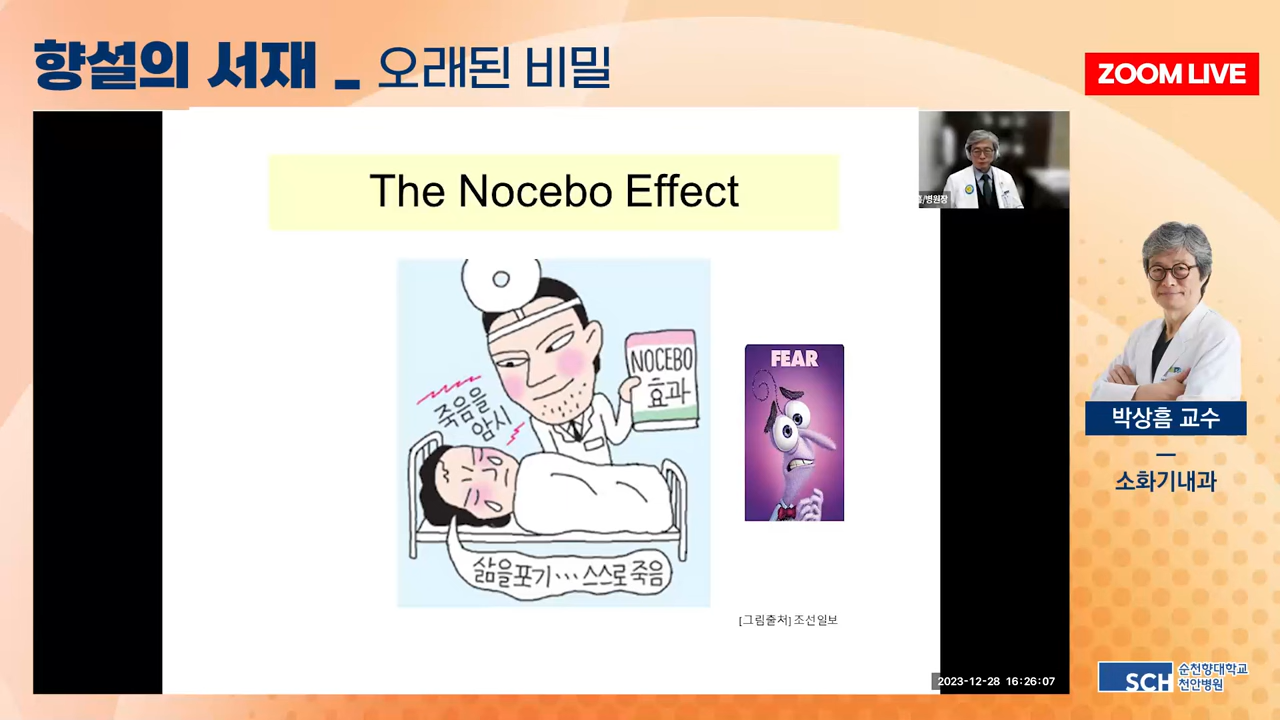 향설의 서재 _ 오래된 비밀
ZOOM LIVE
The Nocebo Effect
/병원장
NOCEBO
효과
죽음을
암시
FEAR
삶을포기···스스로죽음
[그림출처] 조선일보
2023-12-28 16:26:07
박상흠 교수
소화기내과
SCH
순천향대학교
천안병원